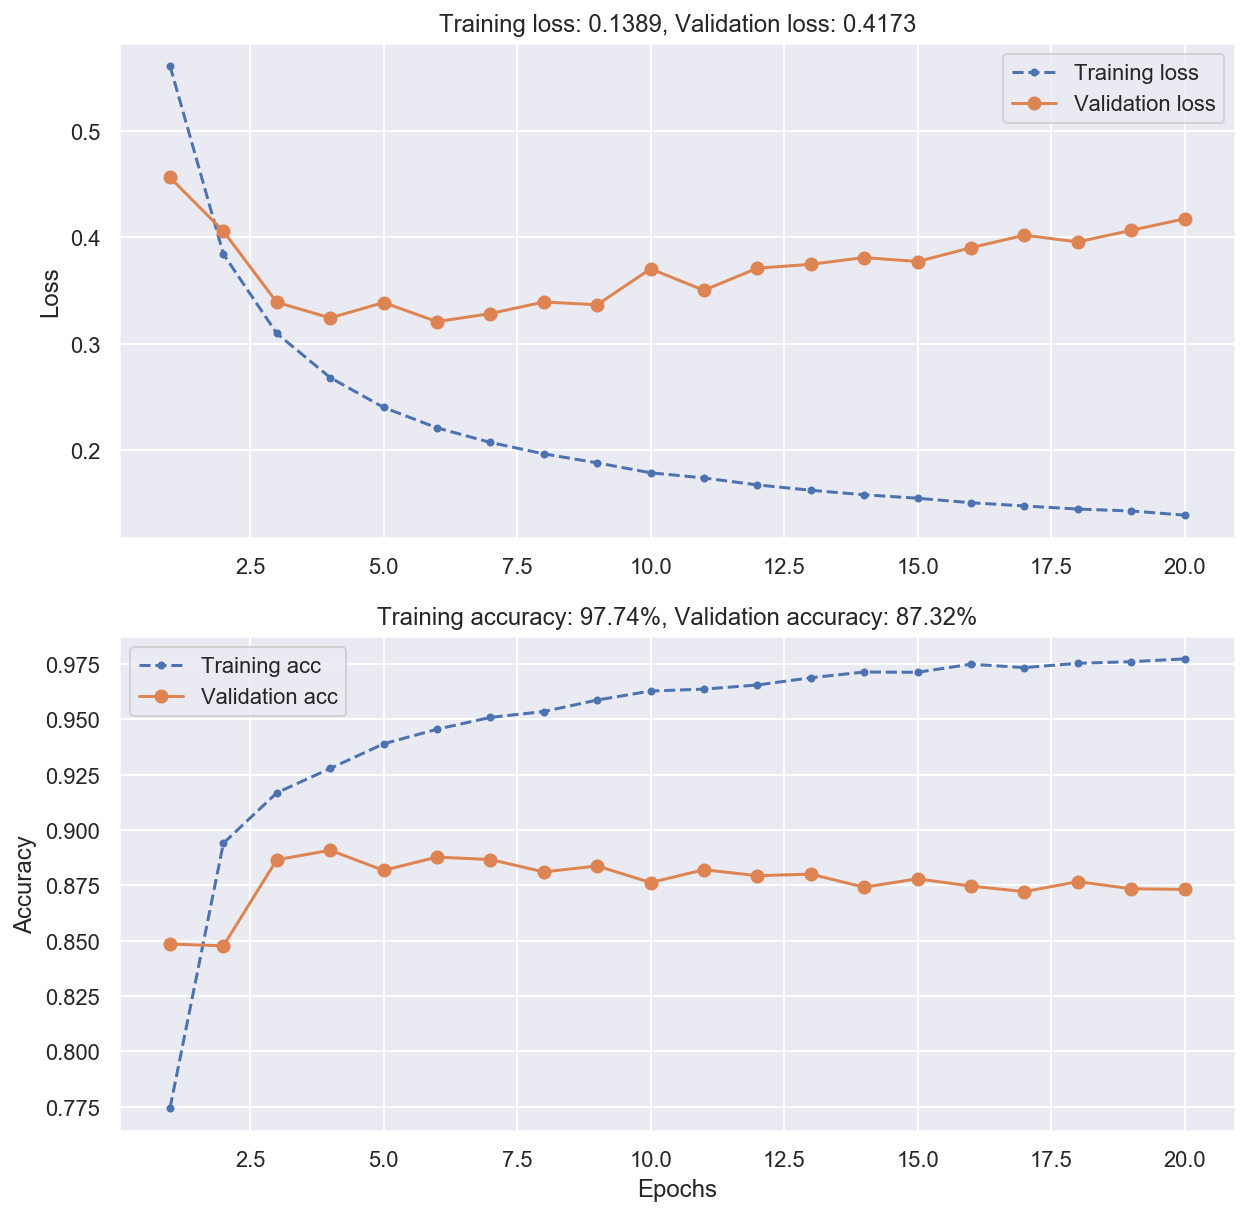 Training loss: 0.1389, Validation loss: 0.4173
Training loss
Validation loss
0.5
0.4
0.3
0.2
Loss
2.5 5.0 7.5 10.0 12.5 15.0 17.5 20.0
Training accuracy: 97.74%, Validation accuracy: 87.32%
Training acc
Validation acc
0.975
0.950
0.925
0.900
0.875
0.850
0.825
0.800
0.775
Accuracy
2.5 5.0 7.5 10.0 12.5 15.0 17.5 20.0
Epochs